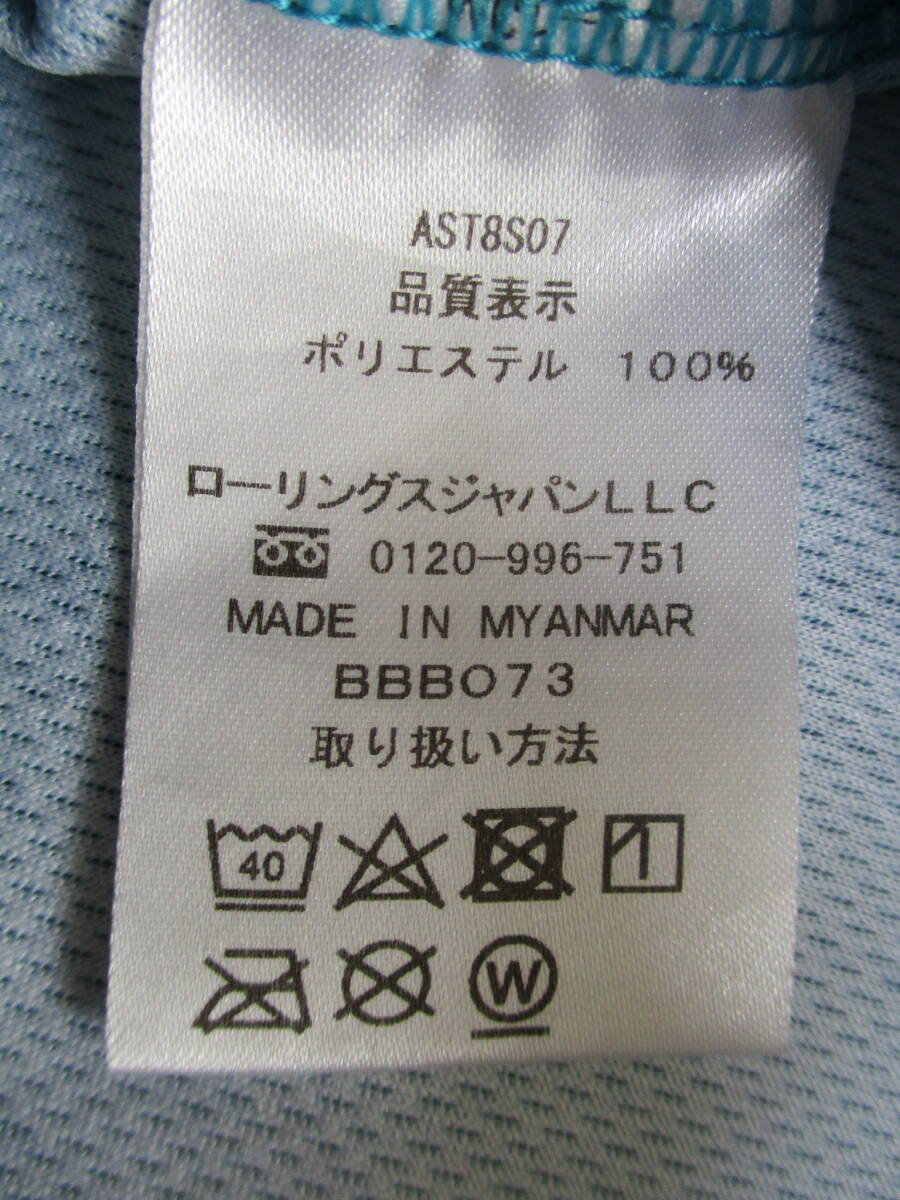 AST8S07
品質表示
ポリエステル 100%
ローリングスジャパンLLC
0120-996-751
MADE IN MYANMAR
BBB073
取り扱い方法
40
W